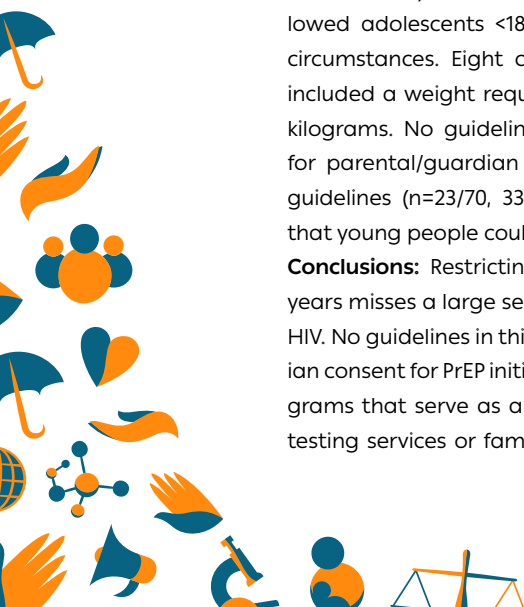 lowed adolescents <18
circumstances. Eight
included a weight requ
kilograms. No guidelin
for parental/guardian
guidelines (n=23/70, 33
that young people coul
Conclusions: Restrictin
years misses a large se
HIV. No guidelines in thi
ian consent for PrEP initi
grams that serve as a
testing services or fam